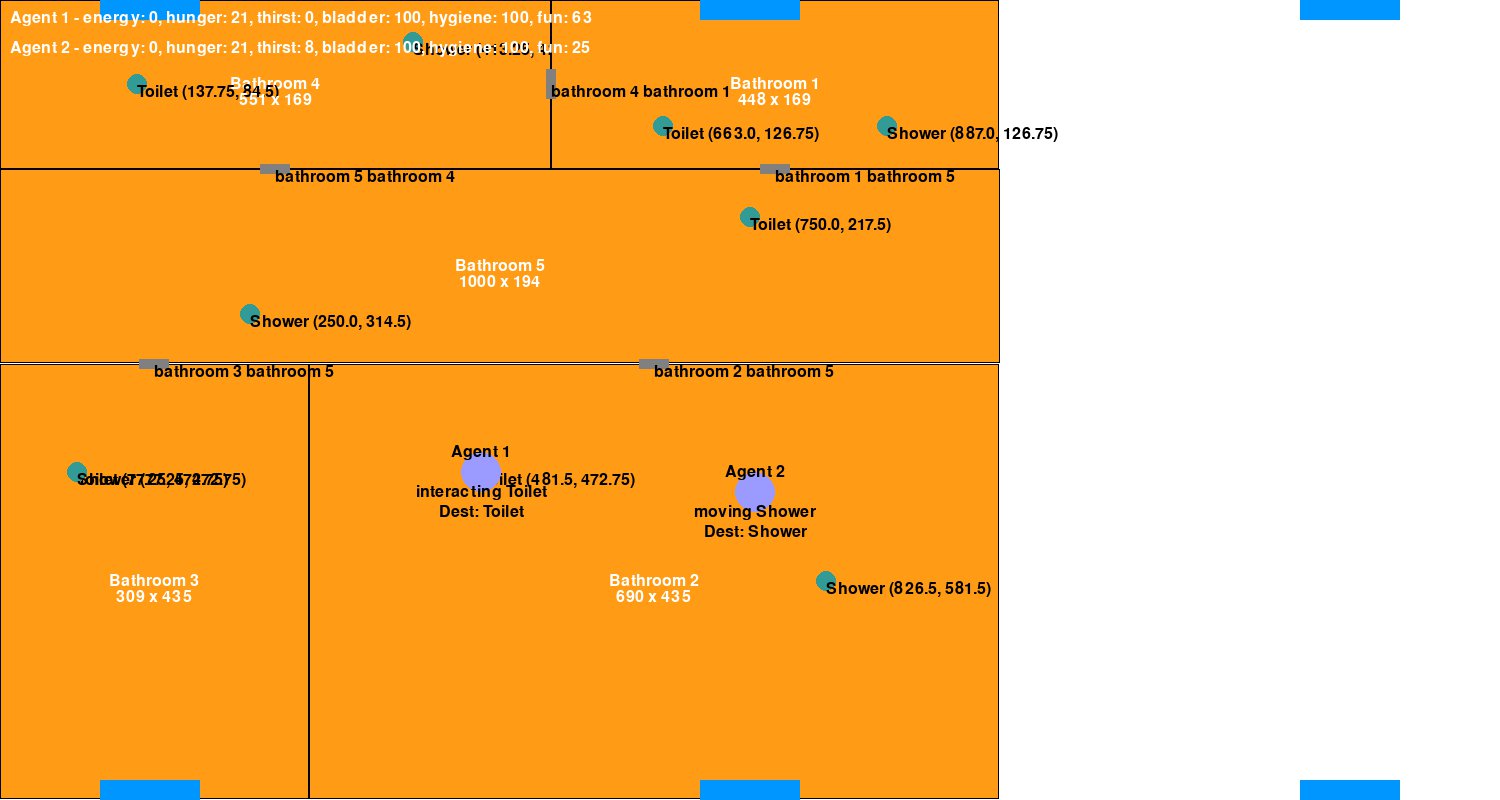 Agent 1 - energy: 0, hunger: 21, thirst: 0, bladder: 100, hygiene: 100, fun: 63
Agent 2 - energy: 0, hunger: 21, thirst: 8, bladder: 100, hygiene: 100, fun: 25
Bathroom 4
551 x 169
Toilet (137.75, 84.5)
Bathroom 1
448 x 169
bathroom 4 bathroom 1
Toilet (663.0, 126.75)
Shower (887.0, 126.75)
bathroom 5 bathroom 4
bathroom 1 bathroom 5
Toilet (750.0, 217.5)
Bathroom 5
1000 x 194
Shower (250.0, 314.5)
bathroom 3 bathroom 5
bathroom 2 bathroom 5
Agent 1
(481.5, 472.75)
interacting Toilet
Dest: Toilet
Agent 2
moving Shower
Dest: Shower
Bathroom 3
309 x 435
Bathroom 2
690 x 435
Shower (826.5, 581.5)